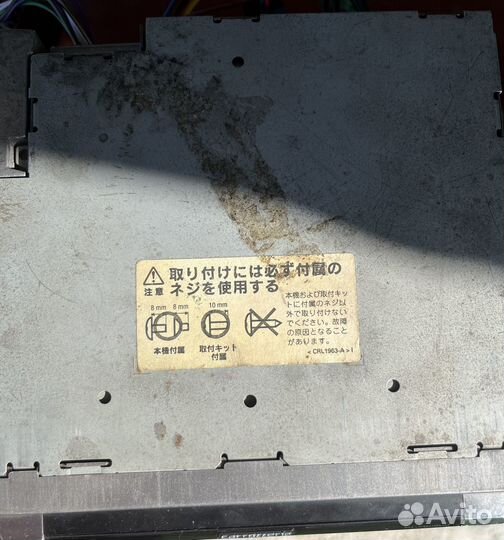 取り付けには必ず付属の
注意
ネジを使用する
8 mm 8 mm 10 mm
本機付属
取付キット
付属
本機および取付キッ
トに付属のネジ以
外で取り付けない
でください。故障
の原因となること
があります。
< CRL1963-A > I
carrozzeria
Avito